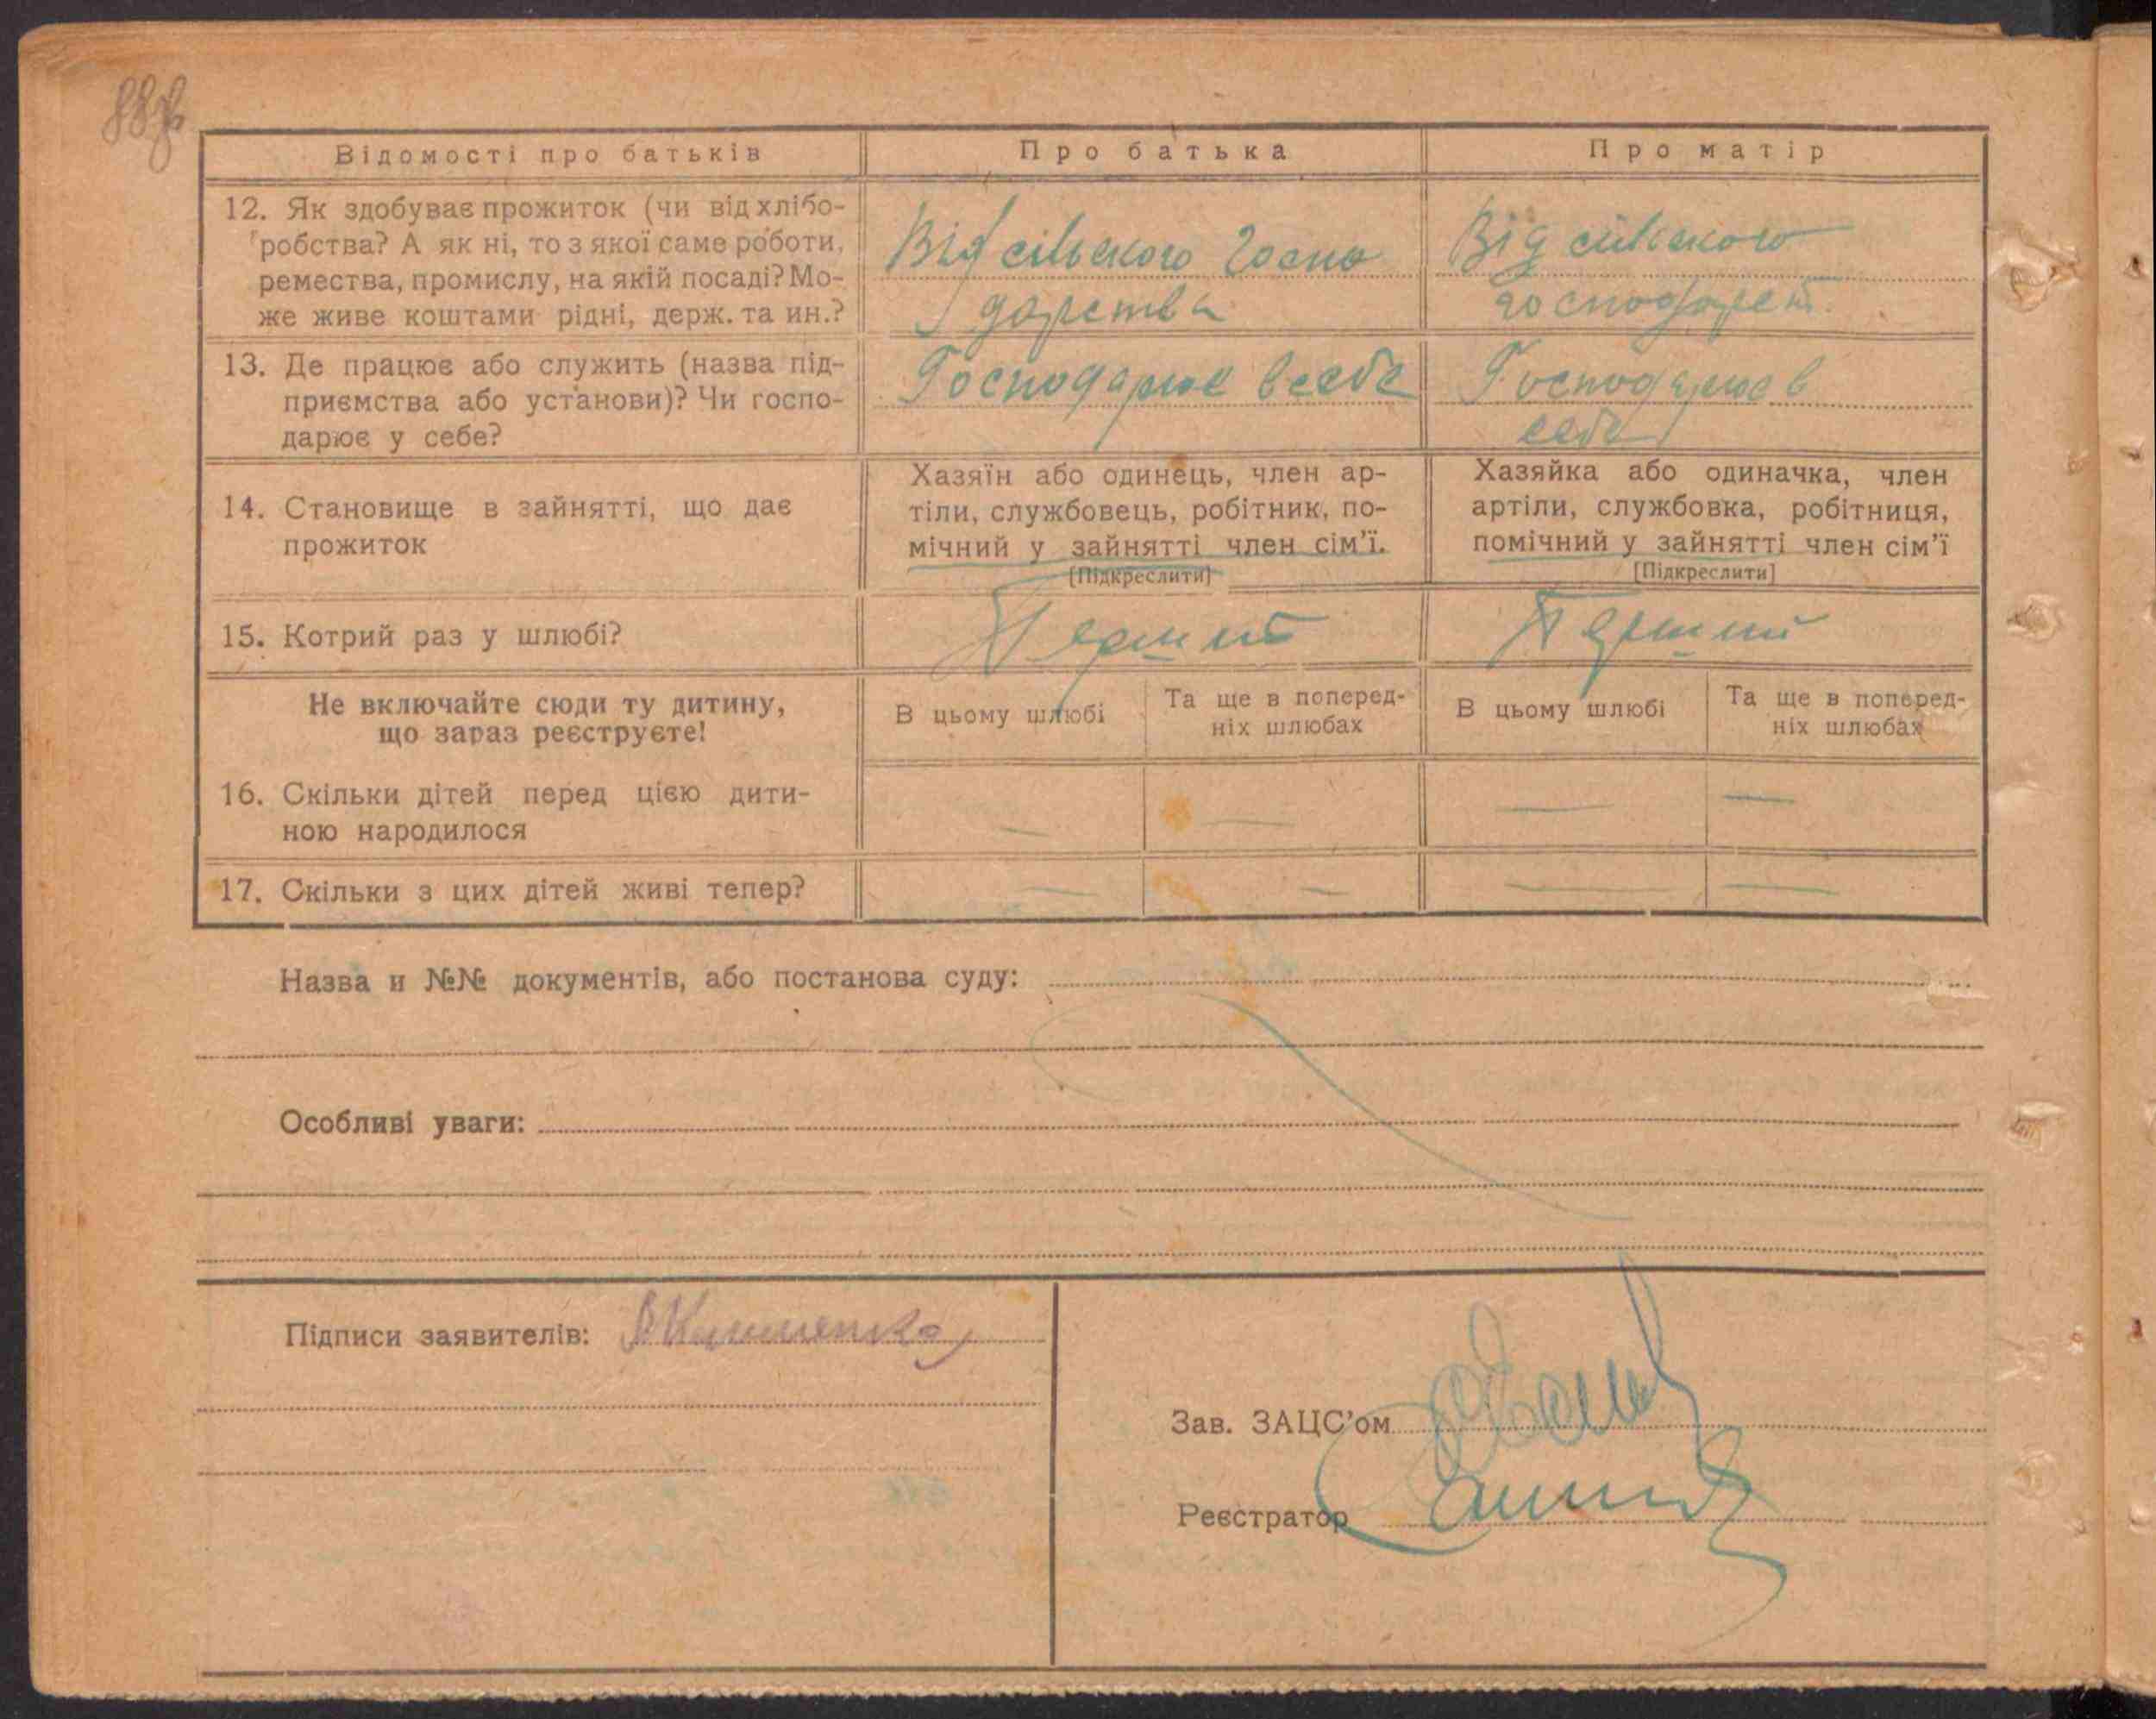 88
Відомості про батьків
Про батька
Про матір
12. Як здобуває прожиток (чи від хлібо-
робства? А як ні, то з якої саме роботи,
ремества, промислу, на якій посаді? Мо-
же живе коштами рідні, держ. та ин.?
Від сільского госпо
дарства
Від сільского
господарст.
13. Де працює або служить (назва під-
приємства або установи)? Чи госпо-
дарює у себе?
Господарює в себе
Господарює в
себе
14. Становище в зайнятті, що дає
прожиток
Хазяїн або одинець, член ар-
тіли, службовець, робітник, по-
мічний у зайнятті член сім'ї.
[Підкреслити]
Хазяйка або одиначка, член
артіли, службовка, робітниця,
помічний у зайнятті член сім'ї
[Підкреслити]
15. Котрий раз у шлюбі?
Перший
Перший
Не включайте сюди ту дитину,
що зараз реєструєте!
В цьому шлюбі
Та ще в поперед-
ніх шлюбах
В цьому шлюбі
Та ще в поперед-
ніх шлюбах
16. Скільки дітей перед цією дити-
ною народилося
— — — —
17. Скільки з цих дітей живі тепер?
— — — —
Назва и №№ документів, або постанова суду:
Особливі уваги:
Підписи заявителів:
Зав. ЗАЦС'ом
Реєстратор